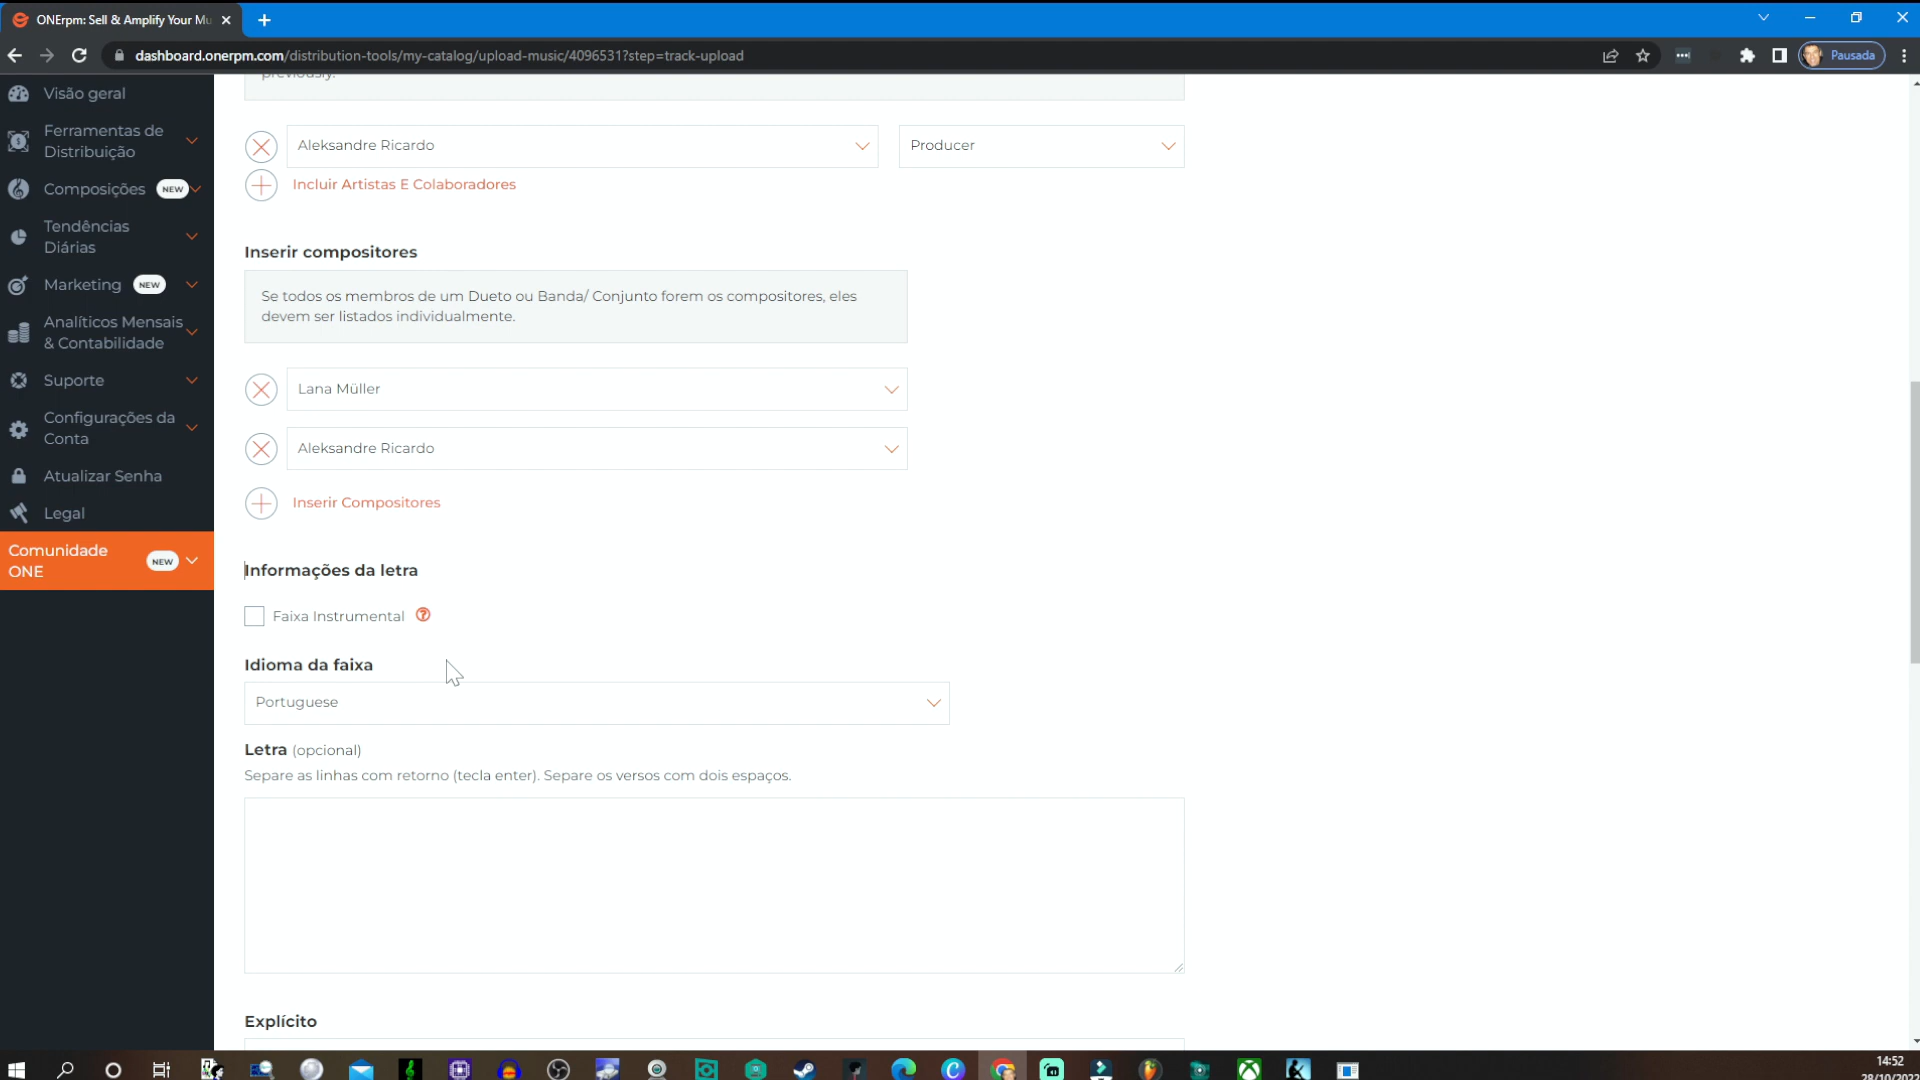 ONErpm: Sell & Amplify Your Mu
dashboard.onerpm.com/distribution-tools/my-catalog/upload-music/4096531?step=track-upload
Pausada
Visão geral
Ferramentas de
Distribuição
Composições NEW
Tendências
Diárias
Marketing NEW
Analíticos Mensais
& Contabilidade
Suporte
Configurações da
Conta
Atualizar Senha
Legal
Comunidade
ONE
NEW
previously.
Aleksandre Ricardo
Producer
Incluir Artistas E Colaboradores
Inserir compositores
Se todos os membros de um Dueto ou Banda/ Conjunto forem os compositores, eles
devem ser listados individualmente.
Lana Müller
Aleksandre Ricardo
Inserir Compositores
Informações da letra
Faixa Instrumental ?
Idioma da faixa
Portuguese
Letra (opcional)
Separe as linhas com retorno (tecla enter). Separe os versos com dois espaços.
Explícito
14:52
28/10/2022